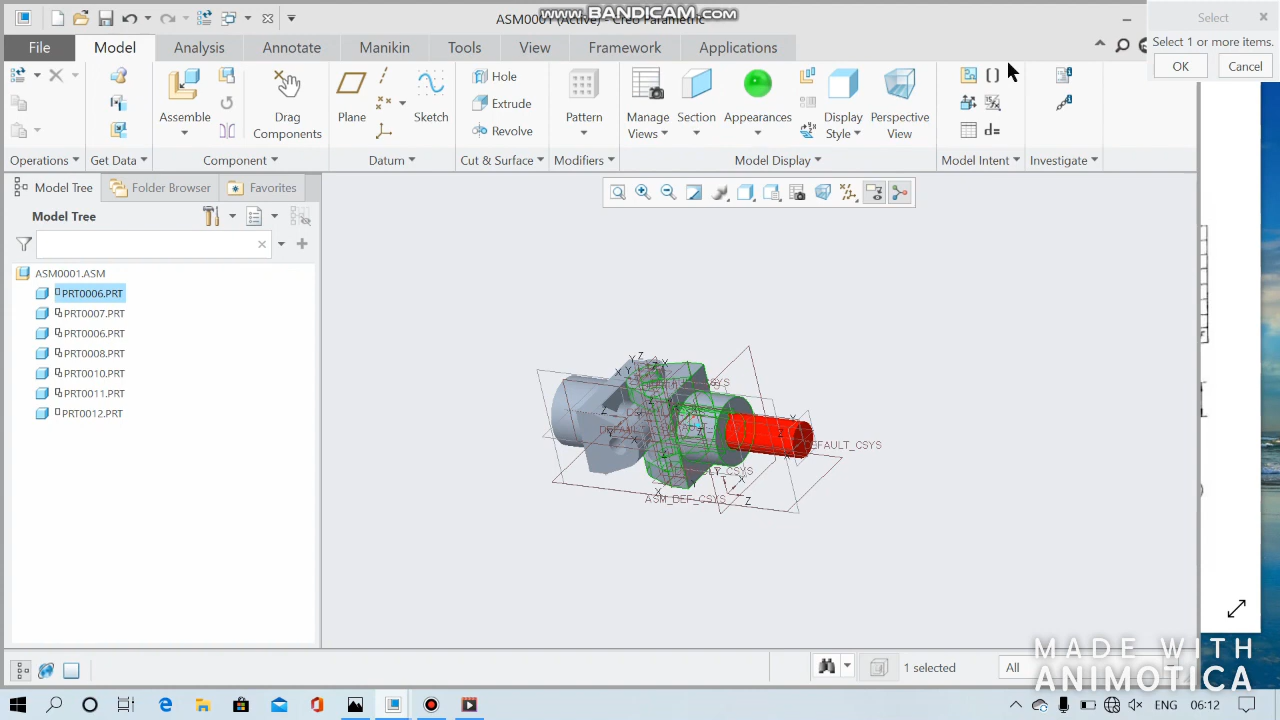 ASM0001 (Active) - Creo Parametric
www.BANDICAM.com
Select
Select 1 or more items.
OK
Cancel
File
Model
Analysis
Annotate
Manikin
Tools
View
Framework
Applications
Assemble
Drag
Components
Plane
Sketch
Hole
Extrude
Revolve
Pattern
Manage
Views
Section
Appearances
Display
Style
Perspective
View
d=
Operations
Get Data
Component
Datum
Cut & Surface
Modifiers
Model Display
Model Intent
Investigate
Model Tree
Folder Browser
Favorites
Model Tree
ASM0001.ASM
PRT0006.PRT
PRT0007.PRT
PRT0006.PRT
PRT0008.PRT
PRT0010.PRT
PRT0011.PRT
PRT0012.PRT
ASM_DEF_CSYS
1 selected
All
MADE WITH
ANIMOTICA
ENG
06:12